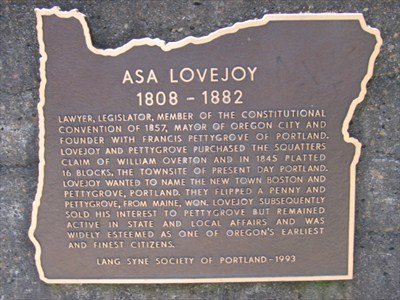 ASA LOVEJOY
1808 - 1882
LAWYER, LEGISLATOR, MEMBER OF THE CONSTITUTIONAL
CONVENTION OF 1857, MAYOR OF OREGON CITY AND
FOUNDER WITH FRANCIS PETTYGROVE OF PORTLAND.
LOVEJOY AND PETTYGROVE PURCHASED THE SQUATTERS
CLAIM OF WILLIAM OVERTON AND IN 1845 PLATTED
16 BLOCKS. THE TOWNSITE OF PRESENT DAY PORTLAND.
LOVEJOY WANTED TO NAME THE NEW TOWN BOSTON AND
PETTYGROVE, PORTLAND. THEY FLIPPED A PENNY AND
PETTYGROVE, FROM MAINE, WON. LOVEJOY SUBSEQUENTLY
SOLD HIS INTEREST TO PETTYGROVE BUT REMAINED
ACTIVE IN STATE AND LOCAL AFFAIRS AND WAS
WIDELY ESTEEMED AS ONE OF OREGON'S EARLIEST
AND FINEST CITIZENS.
LANG SYNE SOCIETY OF PORTLAND-1993